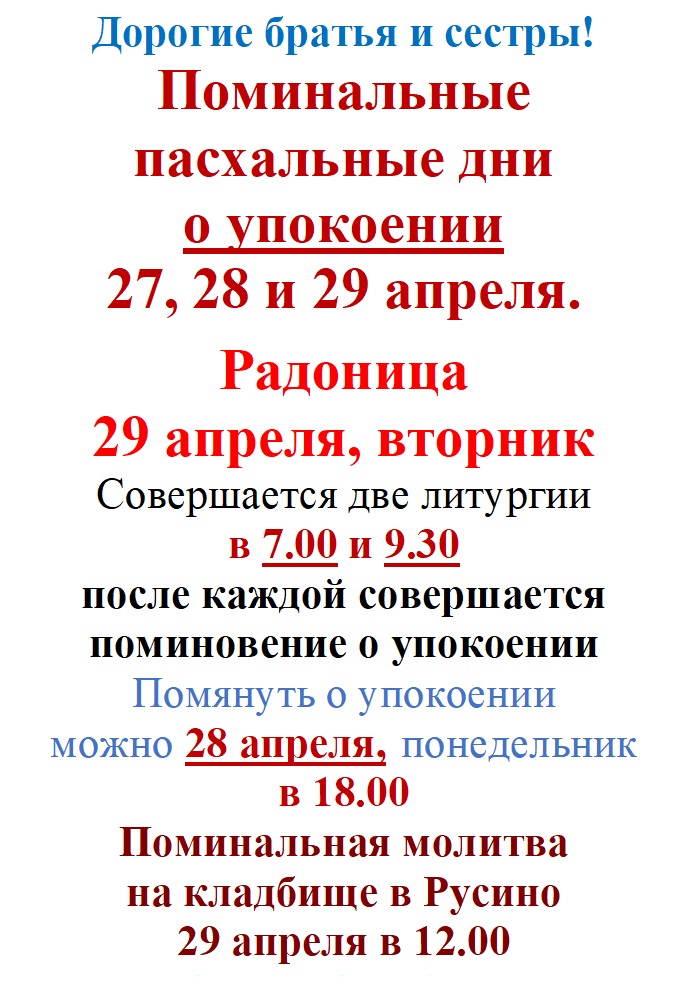 Дорогие братья и сестры!
Поминальные
пасхальные дни
о упокоении
27, 28 и 29 апреля.
Радоница
29 апреля, вторник
Совершается две литургии
в 7.00 и 9.30
после каждой совершается
поминовение о упокоении
Помянуть о упокоении
можно 28 апреля, понедельник
в 18.00
Поминальная молитва
на кладбище в Русино
29 апреля в 12.00